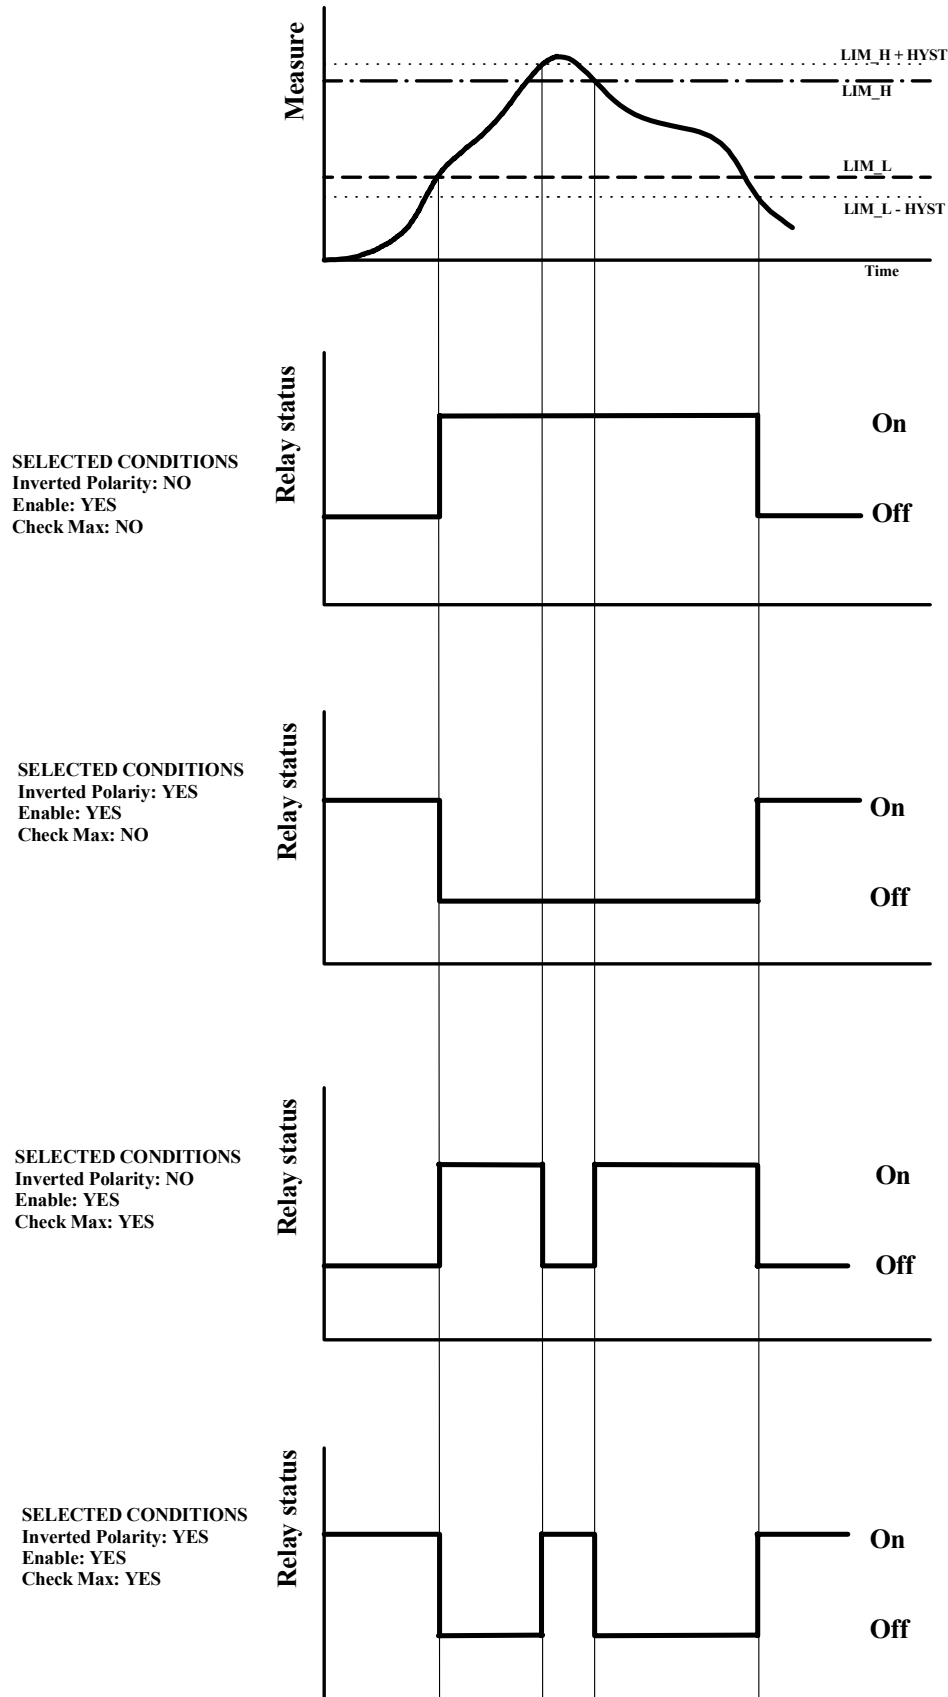 Measure
LIM_H + HYST
LIM_H
LIM_L
LIM_L - HYST
Time
Relay status
On
Off
SELECTED CONDITIONS
Inverted Polarity: NO
Enable: YES
Check Max: NO
Relay status
On
Off
SELECTED CONDITIONS
Inverted Polariy: YES
Enable: YES
Check Max: NO
Relay status
On
Off
SELECTED CONDITIONS
Inverted Polarity: NO
Enable: YES
Check Max: YES
Relay status
On
Off
SELECTED CONDITIONS
Inverted Polarity: YES
Enable: YES
Check Max: YES